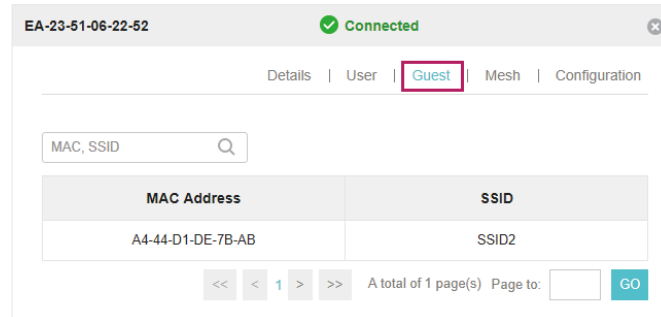 EA-23-51-06-22-52 Connected
Details | User | Guest | Mesh | Configuration
MAC, SSID
MAC Address SSID
A4-44-D1-DE-7B-AB SSID2
<< < 1 > >> A total of 1 page(s) Page to: GO